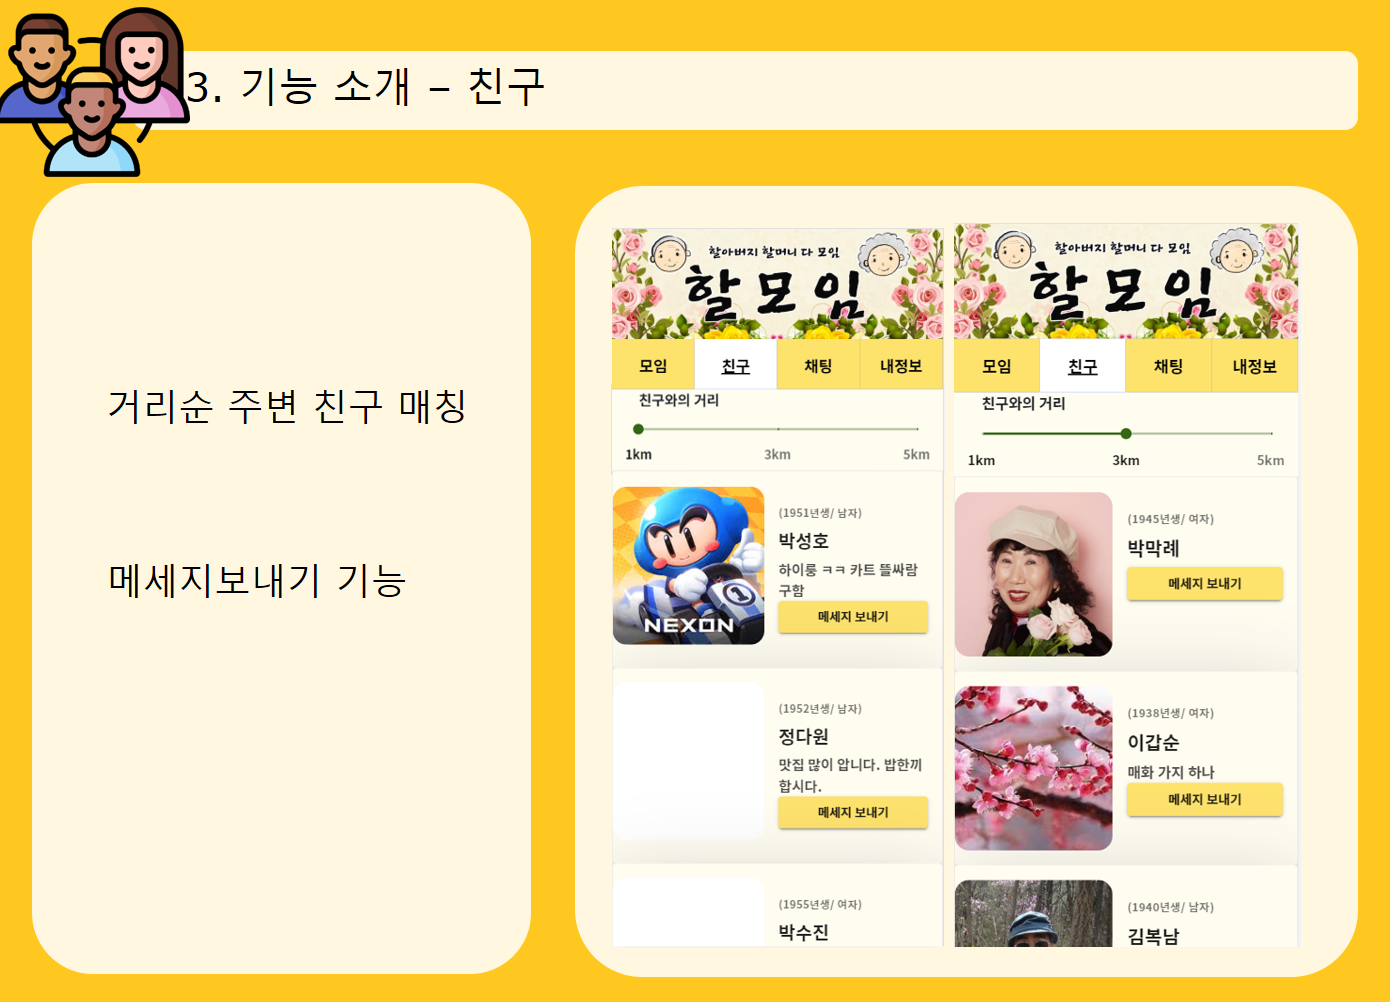 3. 기능 소개 – 친구
거리순 주변 친구 매칭
메세지보내기 기능
할아버지 할머니 다 모임
할모임
모임 친구 채팅 내정보
친구와의 거리
1km 3km 5km
NEXON
1
(1951년생/ 남자)
박성호
하이룽 ㅋㅋ 카트 뜰싸람
구함
메세지 보내기
(1952년생/ 남자)
정다원
맛집 많이 압니다. 밥한끼
합시다.
메세지 보내기
(1955년생/ 여자)
박수진
할아버지 할머니 다 모임
할모임
모임 친구 채팅 내정보
친구와의 거리
1km 3km 5km
(1945년생/ 여자)
박막례
메세지 보내기
(1938년생/ 여자)
이갑순
매화 가지 하나
메세지 보내기
(1940년생/ 남자)
김복남